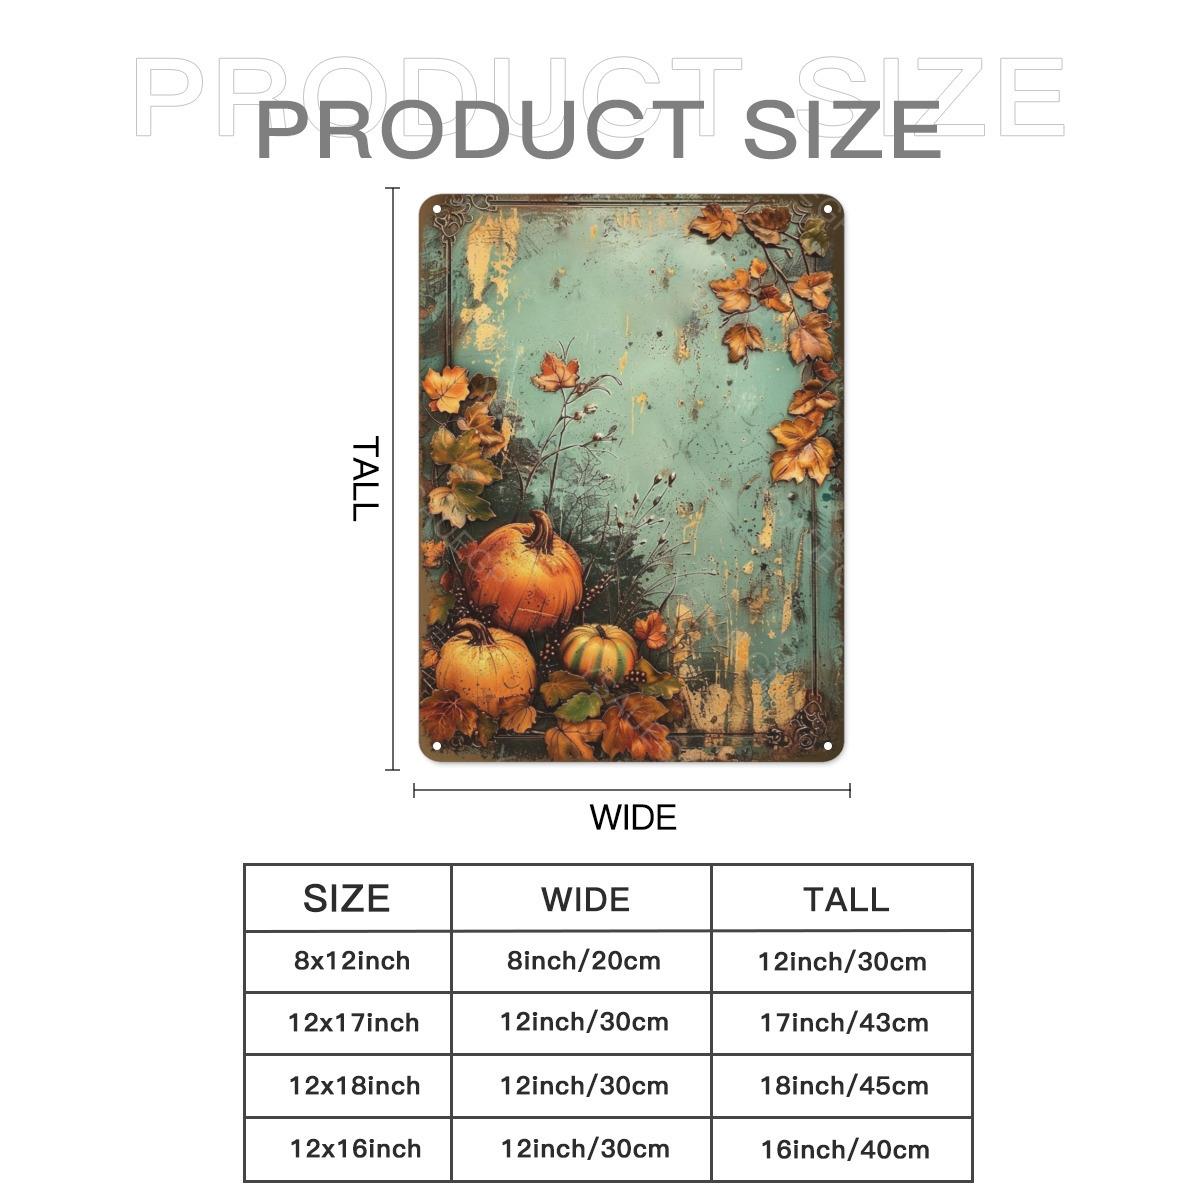 PRODUCT SIZE
PRODUCT SIZE
TALL
WIDE
SIZE WIDE TALL
8x12inch 8inch/20cm 12inch/30cm
12x17inch 12inch/30cm 17inch/43cm
12x18inch 12inch/30cm 18inch/45cm
12x16inch 12inch/30cm 16inch/40cm